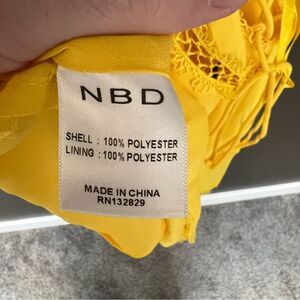 NBD
SHELL : 100% POLYESTER
LINING : 100% POLYESTER
MADE IN CHINA
RN132829